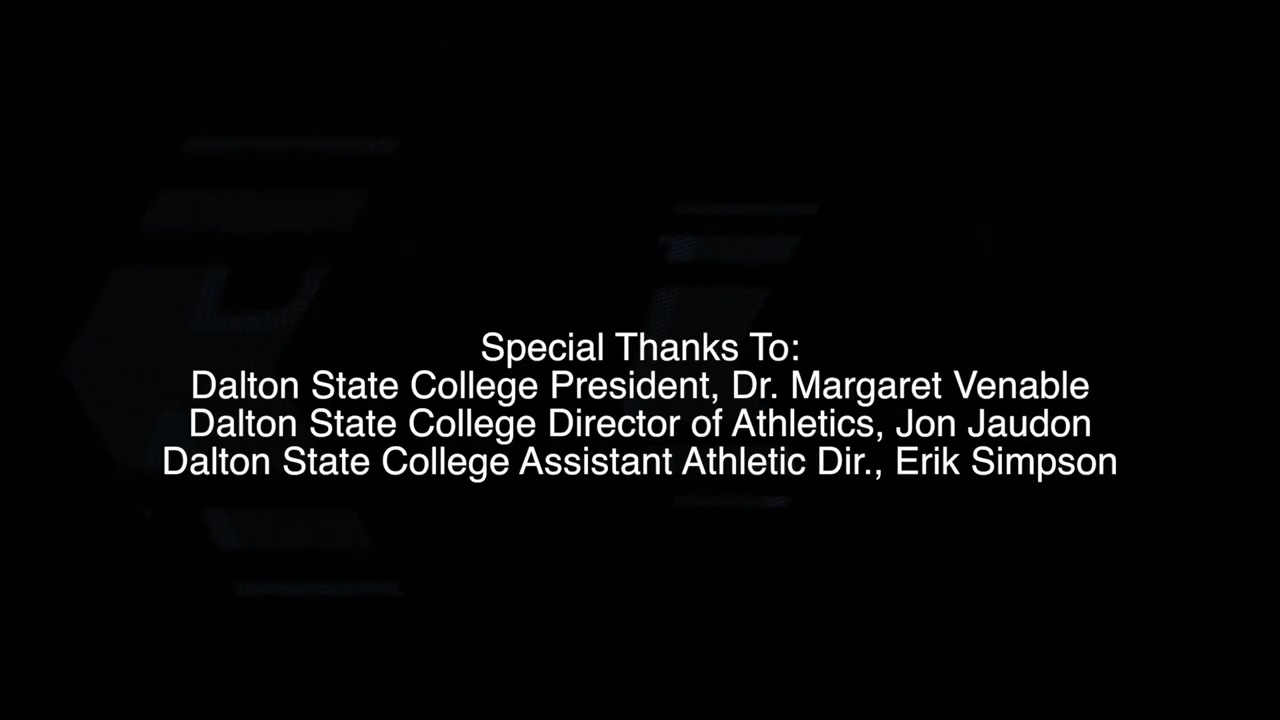 Special Thanks To:
Dalton State College President, Dr. Margaret Venable
Dalton State College Director of Athletics, Jon Jaudon
Dalton State College Assistant Athletic Dir., Erik Simpson